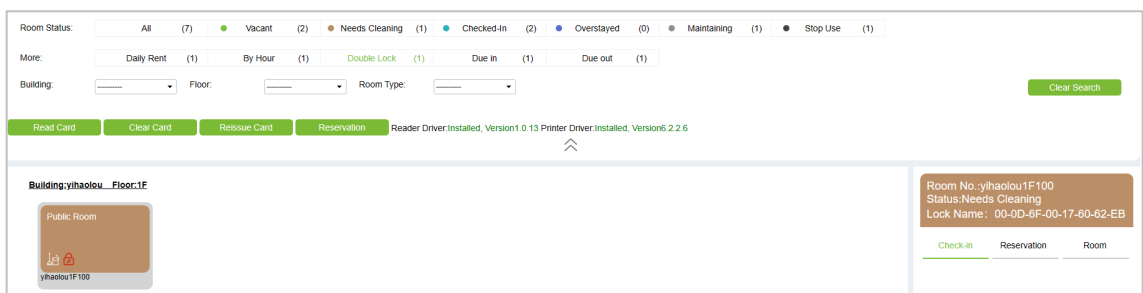 Room Status: All (7) Vacant (2) Needs Cleaning (1) Checked-In (2) Overstayed (0) Maintaining (1) Stop Use (1)
More: Daily Rent (1) By Hour (1) Double Lock (1) Due in (1) Due out (1)
Building: ---------- Floor: ---------- Room Type: ----------
Clear Search
Read Card Clear Card Reissue Card Reservation Reader Driver:Installed, Version1.0.13 Printer Driver:Installed, Version6.2.2.6
Building:yihaolou Floor:1F
Public Room
yihaolou1F100
Room No.:yihaolou1F100
Status:Needs Cleaning
Lock Name: 00-0D-6F-00-17-60-62-EB
Check-in Reservation Room